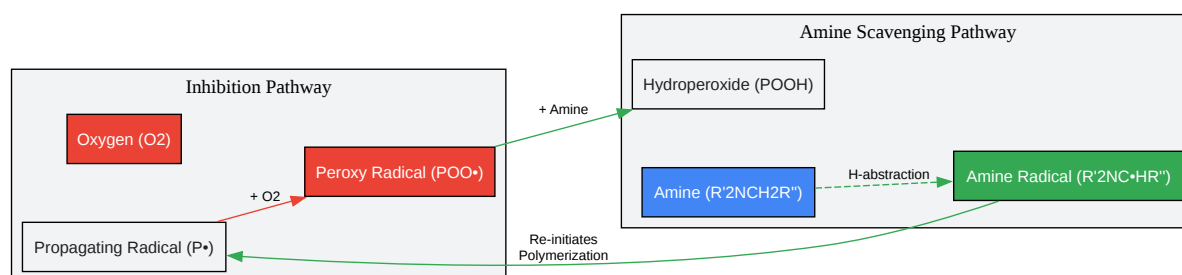 Inhibition Pathway
Oxygen (O2)
Peroxy Radical (POO•)
+ O2
Propagating Radical (P•)
+ Amine
Amine Scavenging Pathway
Hydroperoxide (POOH)
Amine (R'2NCH2R")
H-abstraction
Amine Radical (R'2NC•HR")
Re-initiates
Polymerization